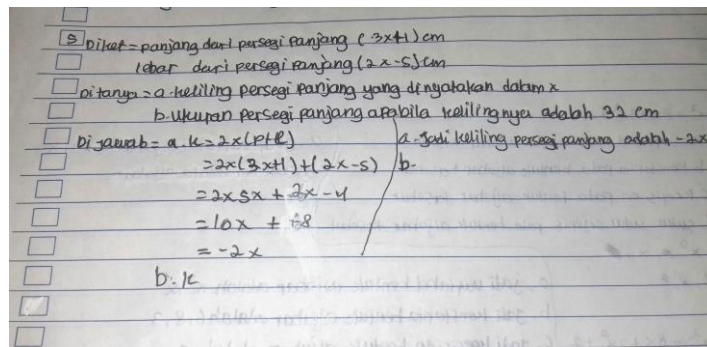 5 Diket = panjang dari persegi panjang (3x+1) cm
lebar dari persegi panjang (2x-5) cm
Ditanya = a. keliling persegi panjang yang dinyatakan dalam x
b. Ukuran persegi panjang apabila kelilingnya adalah 32 cm
Dijawab = a. k = 2x(p+l)
= 2x(3x+1)+(2x-5)
= 2x5x + 2x-4
= 10x + -8
= -2x
b. k
a. Jadi keliling persegi panjang adalah -2x
b.